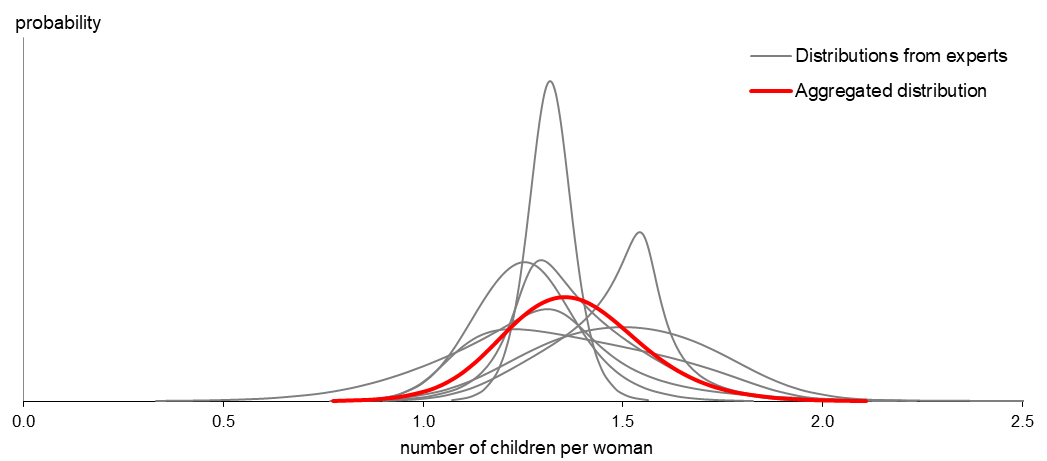 probability
Distributions from experts
Aggregated distribution
0.0 0.5 1.0 1.5 2.0 2.5
number of children per woman